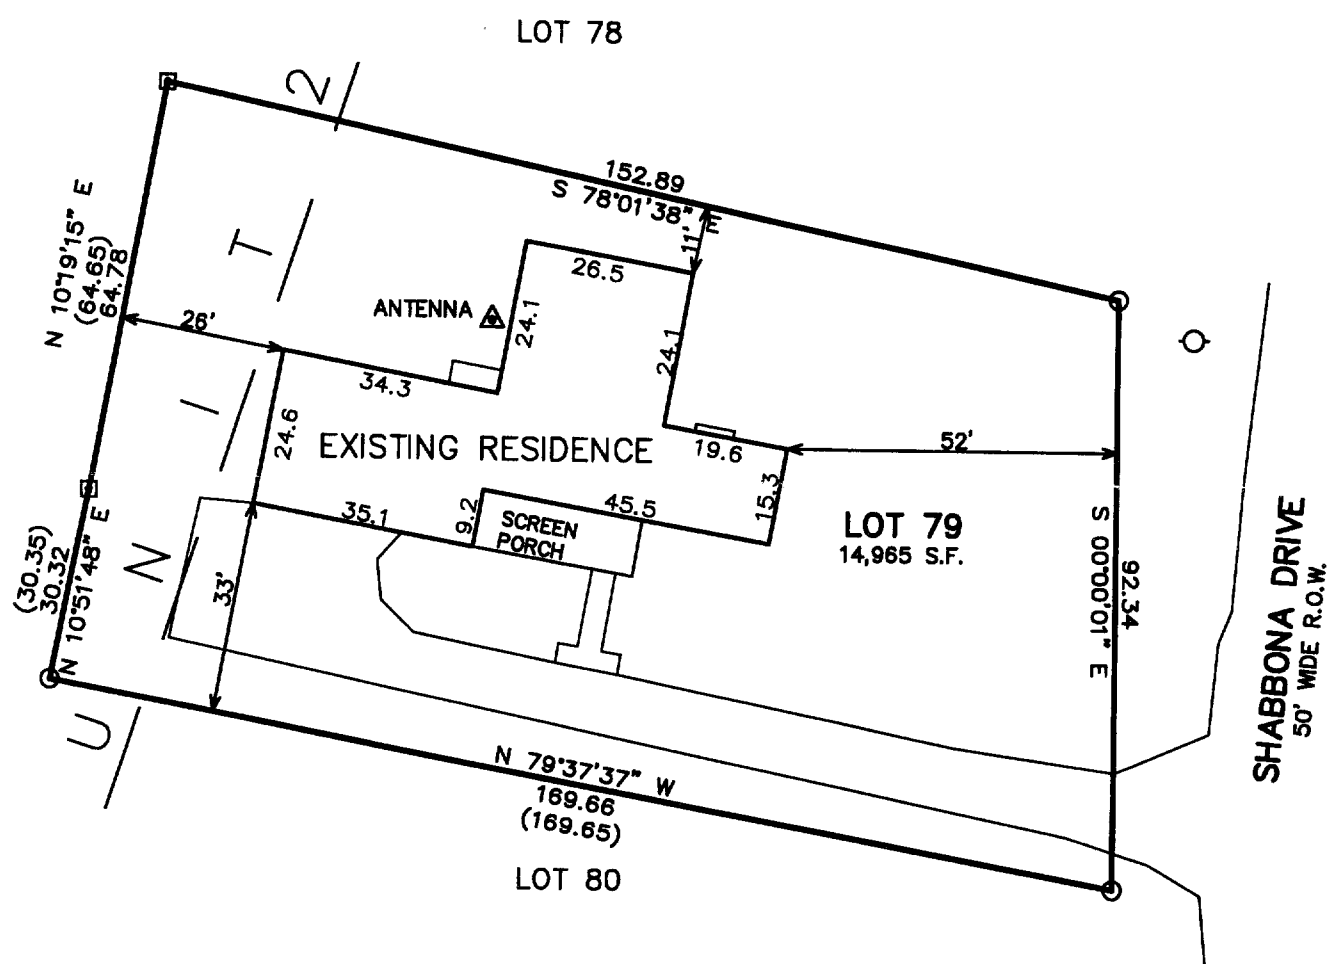 LOT 78
2
152.89
S 78°01'38" E
11'
N 10°19'15" E
(64.65)
64.78
T
26.5
ANTENNA
24.1
24.1
26'
34.3
I
24.6
EXISTING RESIDENCE
19.6
52'
15.3
35.1
9.2
45.5
SCREEN
PORCH
LOT 79
14,965 S.F.
(30.35)
30.32
N 10°51'48" E
N
33'
S 00°00'01" E
92.34
SHABBONA DRIVE
50' WIDE R.O.W.
U
N 79°37'37" W
169.66
(169.65)
LOT 80